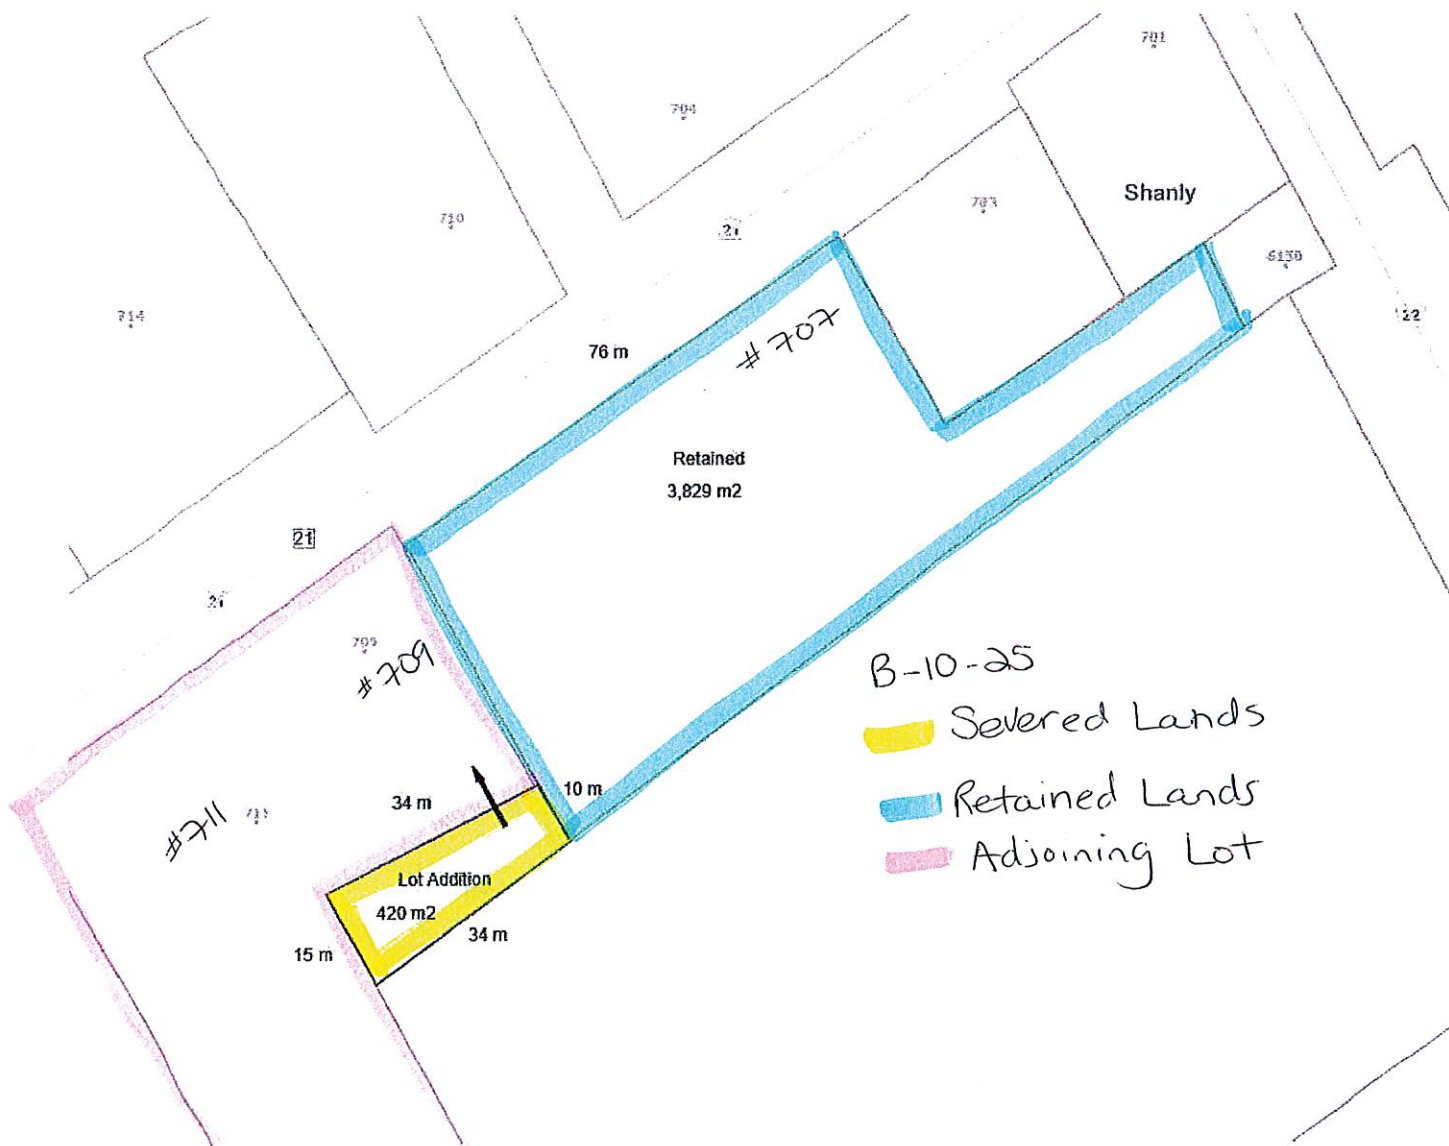 701
704
Shanly
703
710
21
6130
714
22
76 m
#707
Retained
3,829 m2
21
21
709
#709
B-10-25
Severed Lands
Retained Lands
Adjoining Lot
10 m
34 m
#711
Lot Addition
420 m2
34 m
15 m